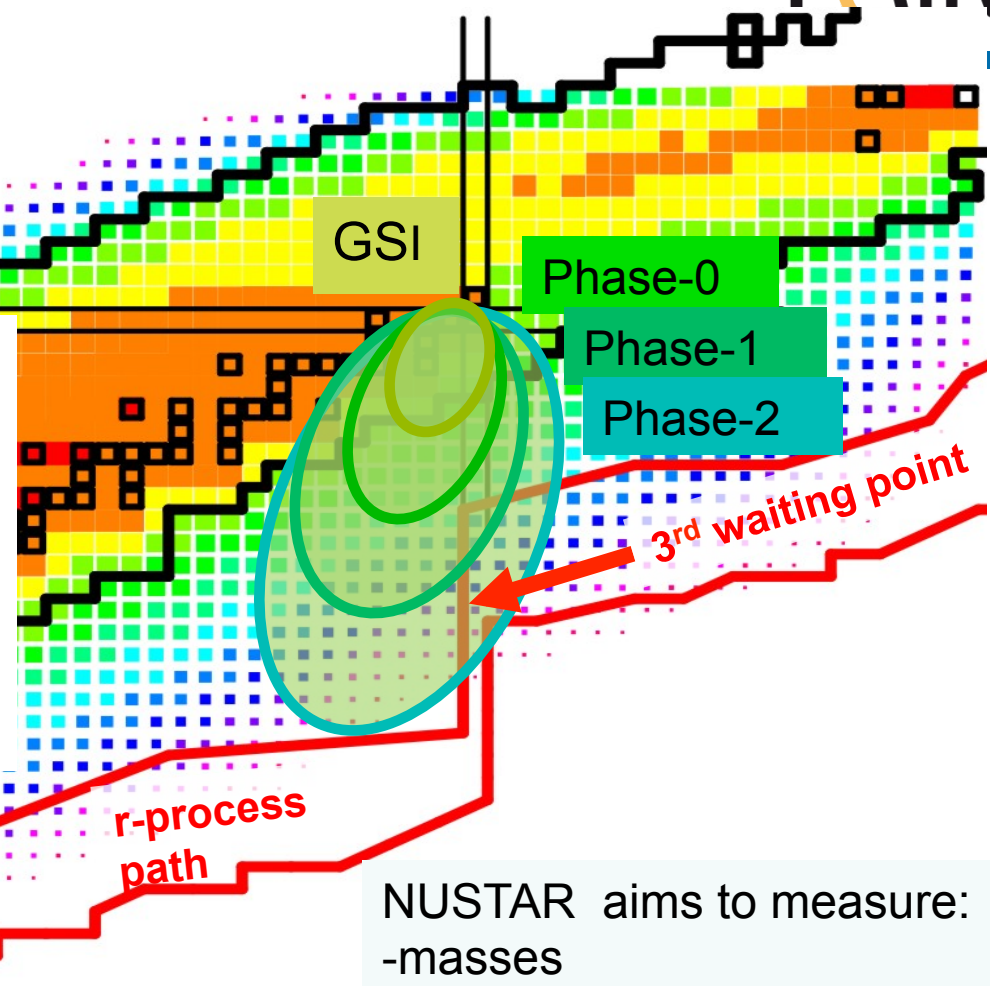 GSI
Phase-0
Phase-1
Phase-2
3rd waiting point
r-process
path
NUSTAR aims to measure:
-masses